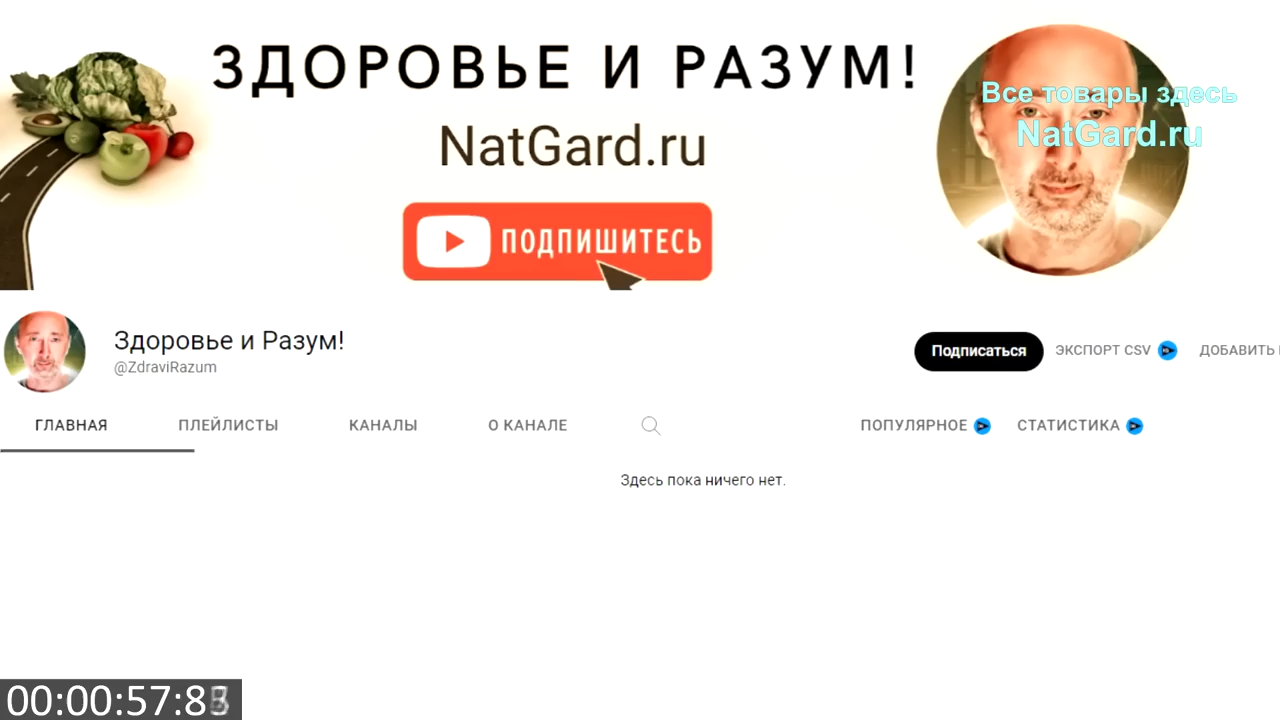 ЗДОРОВЬЕ И РАЗУМ!
NatGard.ru
ПОДПИШИТЕСЬ
Все товары здесь
NatGard.ru
Здоровье и Разум!
@ZdraviRazum
Подписаться
ЭКСПОРТ CSV
ДОБАВИТЬ
ГЛАВНАЯ
ПЛЕЙЛИСТЫ
КАНАЛЫ
О КАНАЛЕ
ПОПУЛЯРНОЕ
СТАТИСТИКА
Здесь пока ничего нет.
00:00:57:8